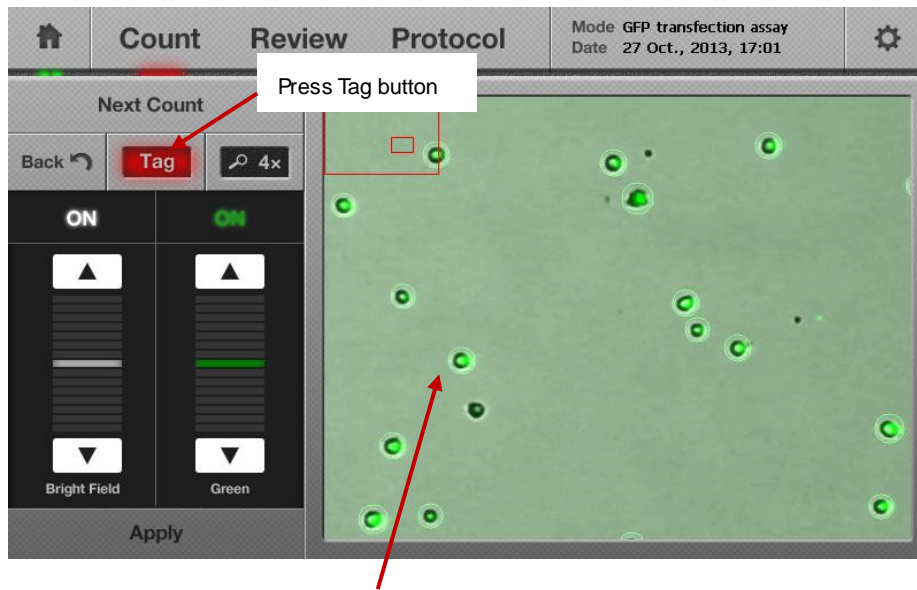 Count Review Protocol
Mode GFP transfection assay
Date 27 Oct., 2013, 17:01
Press Tag button
Next Count
Back Tag 4×
ON ON
Bright Field Green
Apply